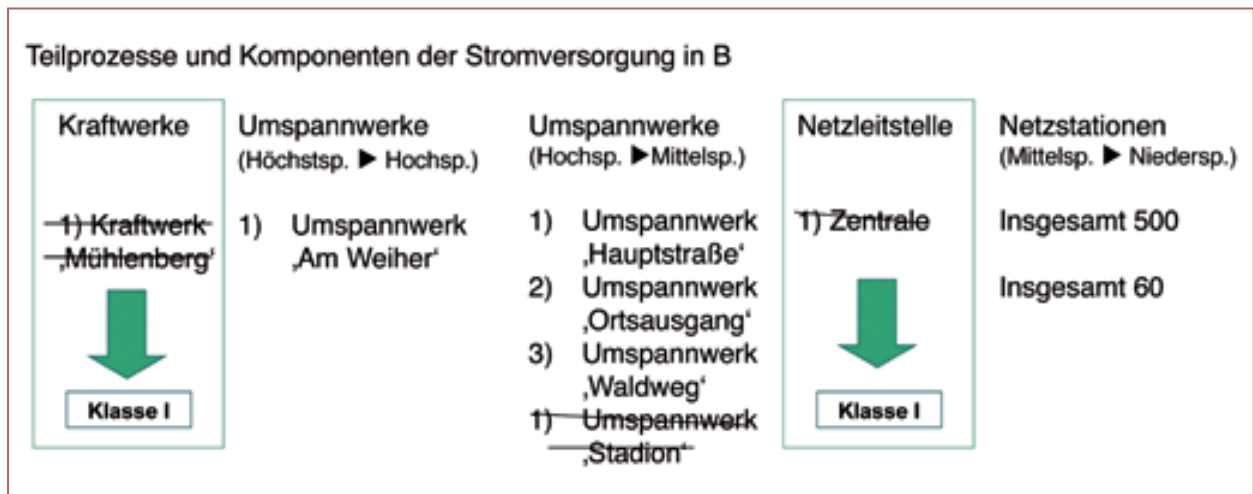 Teilprozesse und Komponenten der Stromversorgung in B
Kraftwerke
1) Kraftwerk
‚Mühlenberg‘
Klasse I
Umspannwerke
(Höchstsp. ► Hochsp.)
1) Umspannwerk
‚Am Weiher‘
Umspannwerke
(Hochsp. ►Mittelsp.)
1) Umspannwerk
‚Hauptstraße‘
2) Umspannwerk
‚Ortsausgang‘
3) Umspannwerk
‚Waldweg‘
1) Umspannwerk
‚Stadion‘
Netzleitstelle
1) Zentrale
Klasse I
Netzstationen
(Mittelsp. ► Niedersp.)
Insgesamt 500
Insgesamt 60